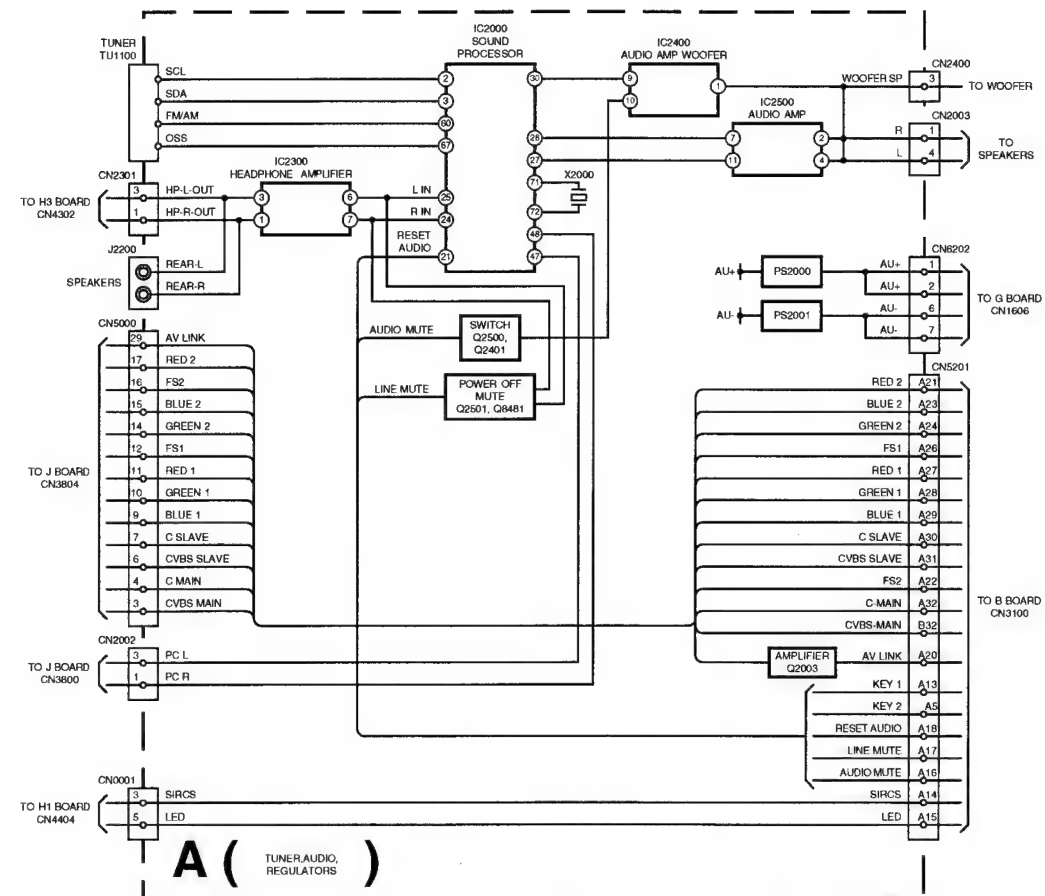 TUNER
TU1100
SCL
SDA
FM/AM
OSS
IC2000
SOUND
PROCESSOR
2
3
60
67
25
24
21
30
28
27
71
72
48
47
L IN
R IN
RESET
AUDIO
X2000
IC2400
AUDIO AMP WOOFER
9
10
1
IC2500
AUDIO AMP
7
11
2
4
WOOFER SP
CN2400
3
TO WOOFER
CN2003
R
1
L
4
TO
SPEAKERS
CN2301
3
HP-L-OUT
1
HP-R-OUT
TO H3 BOARD
CN4302
IC2300
HEADPHONE AMPLIFIER
3
1
6
7
J2200
SPEAKERS
REAR-L
REAR-R
AUDIO MUTE
SWITCH
Q2500,
Q2401
LINE MUTE
POWER OFF
MUTE
Q2501, Q8481
AU+
PS2000
AU-
PS2001
CN6202
AU+
1
AU+
2
AU-
6
AU-
7
TO G BOARD
CN1606
CN5000
29 AV LINK
17 RED 2
16 FS2
15 BLUE 2
14 GREEN 2
12 FS1
11 RED 1
10 GREEN 1
9 BLUE 1
7 C SLAVE
6 CVBS SLAVE
4 C MAIN
3 CVBS MAIN
TO J BOARD
CN3804
CN2002
3 PC L
1 PC R
TO J BOARD
CN3800
CN5201
RED 2 A21
BLUE 2 A23
GREEN 2 A24
FS1 A26
RED 1 A27
GREEN 1 A28
BLUE 1 A29
C SLAVE A30
CVBS SLAVE A31
FS2 A22
C-MAIN A32
CVBS-MAIN B32
AMPLIFIER
Q2003
AV LINK A20
KEY 1 A13
KEY 2 A5
RESET AUDIO A18
LINE MUTE A17
AUDIO MUTE A16
SIRCS A14
LED A15
TO B BOARD
CN3100
CN0001
3 SIRCS
5 LED
TO H1 BOARD
CN4404
A ( TUNER,AUDIO, )
REGULATORS